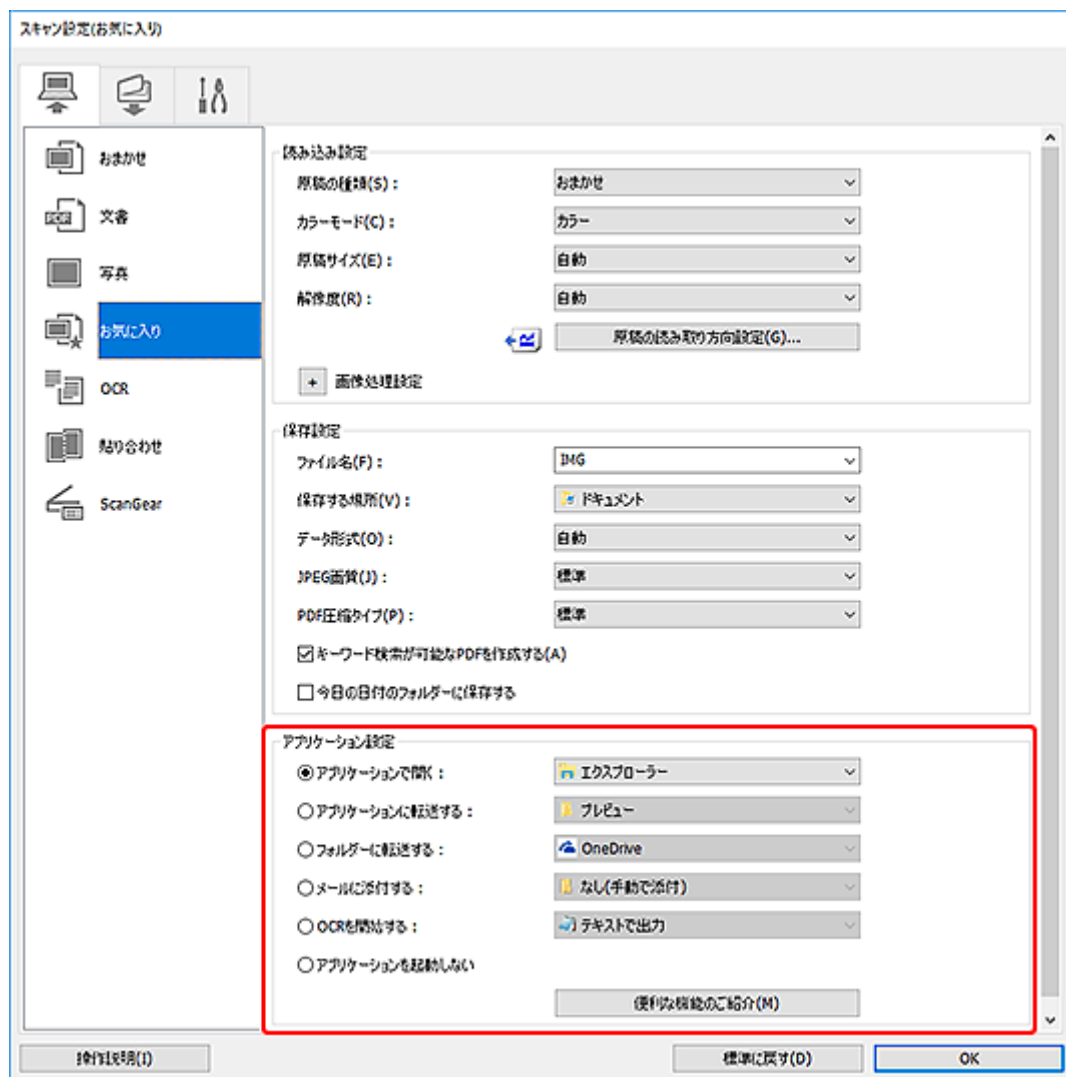 スキャン設定(お気に入り)
おまかせ
PDF
文書
写真
お気に入り
OCR
貼り合わせ
ScanGear
読み込み設定
原稿の種類(S)： おまかせ
カラーモード(C)： カラー
原稿サイズ(E)： 自動
解像度(R)： 自動
原稿の読み取り方向設定(G)...
+ 画像処理設定
保存設定
ファイル名(F)： IMG
保存する場所(V)： ドキュメント
データ形式(O)： 自動
JPEG画質(J)： 標準
PDF圧縮タイプ(P)： 標準
キーワード検索が可能なPDFを作成する(A)
今日の日付のフォルダーに保存する
アプリケーション設定
アプリケーションで開く： エクスプローラー
アプリケーションに転送する： プレビュー
フォルダーに転送する： OneDrive
メールに添付する： なし(手動で添付)
OCRを開始する： テキストで出力
アプリケーションを起動しない
便利な機能のご紹介(M)
操作説明(I) 標準に戻す(D) OK